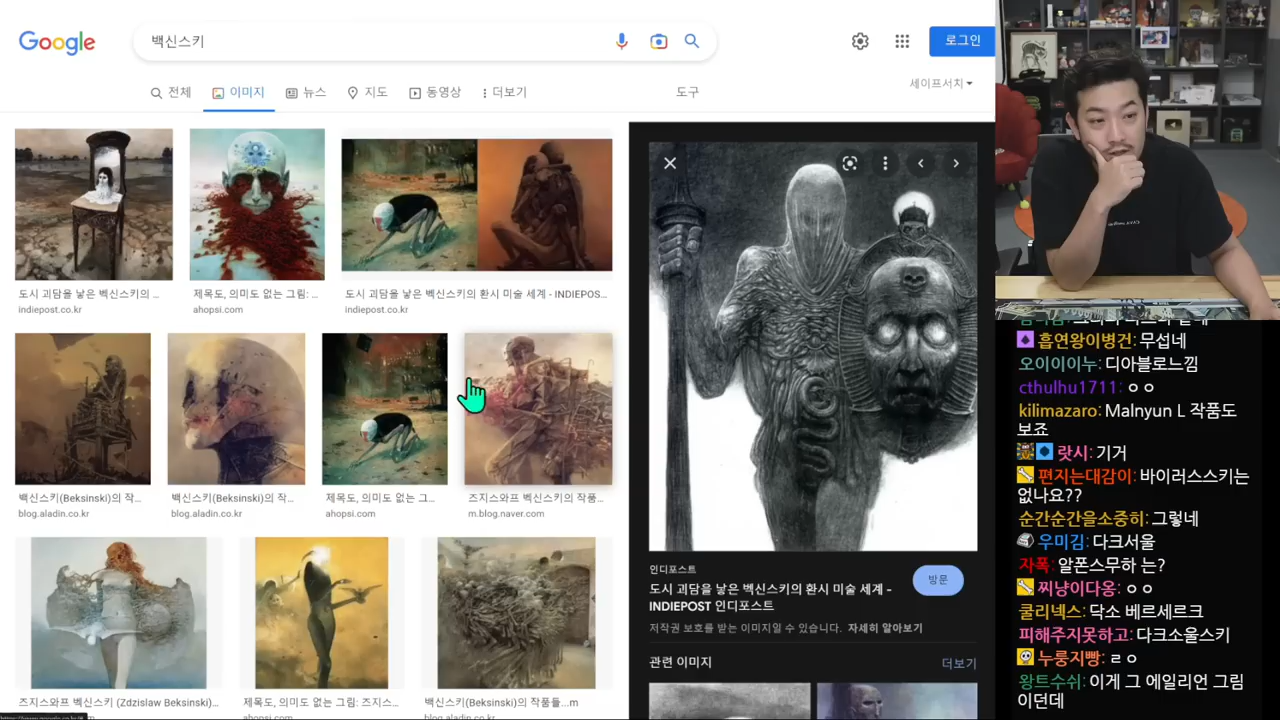 Google
백신스키
로그인
전체
이미지
뉴스
지도
동영상
더보기
도구
세이프서치
도시 괴담을 낳은 벡신스키의 ...
indiepost.co.kr
제목도, 의미도 없는 그림: ...
ahopsi.com
도시 괴담을 낳은 벡신스키의 환시 미술 세계 - INDIEPOS...
indiepost.co.kr
백신스키(Beksinski)의 작...
blog.aladin.co.kr
백신스키(Beksinski)의 작...
blog.aladin.co.kr
제목도, 의미도 없는 그...
ahopsi.com
즈지스와프 벡신스키의 작품...
m.blog.naver.com
즈지스와프 벡신스키 (Zdzislaw Beksinski)...
제목도, 의미도 없는 그림: 즈지스...
ahopsi.com
백신스키(Beksinski)의 작품들...m
blog.aladin.co.kr
인디포스트
방문
도시 괴담을 낳은 벡신스키의 환시 미술 세계 -
INDIEPOST 인디포스트
저작권 보호를 받는 이미지일 수 있습니다. 자세히 알아보기
관련 이미지
더보기
흡연왕이병건: 무섭네
오이이이누: 디아블로느낌
cthulhu1711: ㅇㅇ
kilimazaro: Malnyun L 작품도
보죠
랏시: 기거
편지는대감이: 바이러스스키는
없나요??
순간순간을소중히: 그렇네
우미김: 다크서울
자폭: 알폰스무하 는?
찌냥이다옹: ㅇㅇ
쿨리넥스: 닥소 베르세르크
피해주지못하고: 다크소울스키
누룽지빵: ㄹㅇ
왕트수쉬: 이게 그 에일리언 그림
이던데